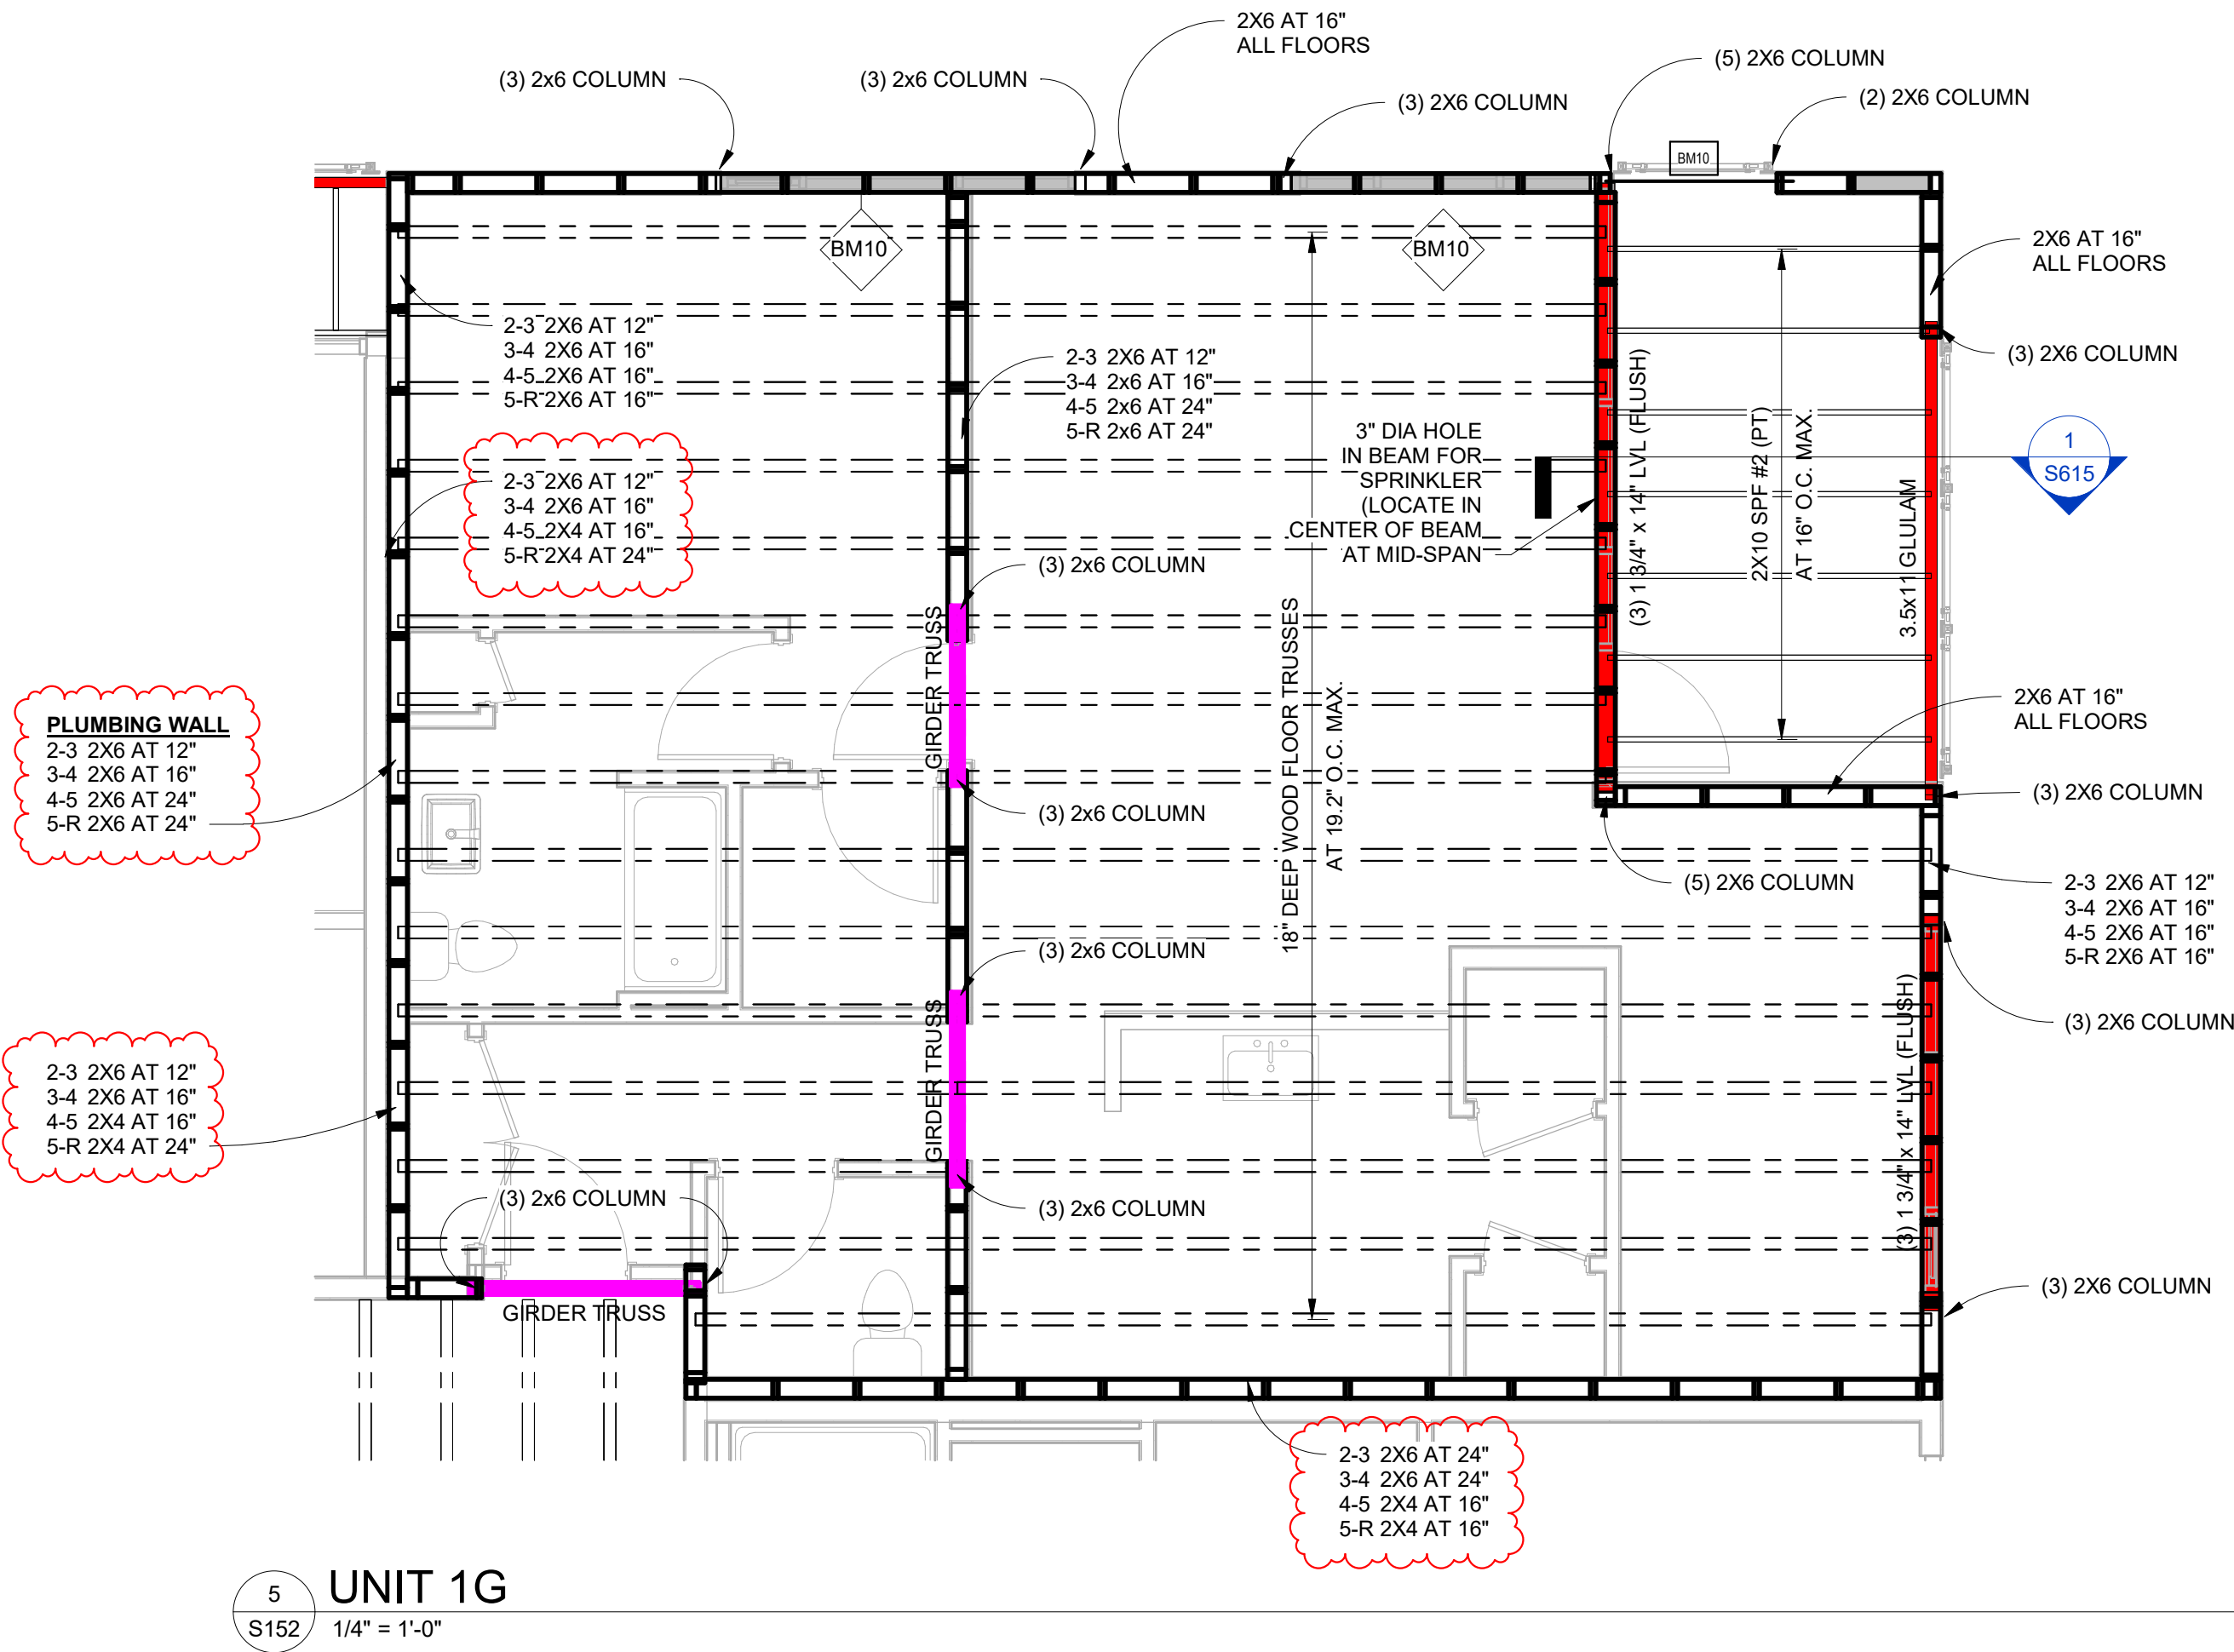 2X6 AT 16"
ALL FLOORS
(3) 2x6 COLUMN
(3) 2x6 COLUMN
(3) 2X6 COLUMN
(5) 2X6 COLUMN
(2) 2X6 COLUMN
BM10
BM10
BM10
2X6 AT 16"
ALL FLOORS
(3) 2X6 COLUMN
2-3 2X6 AT 12"
3-4 2X6 AT 16"
4-5 2X6 AT 16"
5-R 2X6 AT 16"
2-3 2X6 AT 12"
3-4 2x6 AT 16"
4-5 2x6 AT 24"
5-R 2x6 AT 24"
3" DIA HOLE
IN BEAM FOR
SPRINKLER
(LOCATE IN
CENTER OF BEAM
AT MID-SPAN
(3) 1 3/4" x 14" LVL (FLUSH)
2X10 SPF #2 (PT)
AT 16" O.C. MAX.
3.5x11 GLULAM
1
S615
2-3 2X6 AT 12"
3-4 2X6 AT 16"
4-5 2X4 AT 16"
5-R 2X4 AT 24"
(3) 2x6 COLUMN
GIRDER TRUSS
18" DEEP WOOD FLOOR TRUSSES
AT 19.2" O.C. MAX.
PLUMBING WALL
2-3 2X6 AT 12"
3-4 2X6 AT 16"
4-5 2X6 AT 24"
5-R 2X6 AT 24"
2X6 AT 16"
ALL FLOORS
(3) 2X6 COLUMN
(3) 2x6 COLUMN
(5) 2X6 COLUMN
2-3 2X6 AT 12"
3-4 2X6 AT 16"
4-5 2X6 AT 16"
5-R 2X6 AT 16"
(3) 2x6 COLUMN
(3) 2X6 COLUMN
GIRDER TRUSS
(3) 1 3/4" x 14" LVL (FLUSH)
2-3 2X6 AT 12"
3-4 2X6 AT 16"
4-5 2X4 AT 16"
5-R 2X4 AT 24"
(3) 2x6 COLUMN
(3) 2x6 COLUMN
(3) 2X6 COLUMN
GIRDER TRUSS
2-3 2X6 AT 24"
3-4 2X6 AT 24"
4-5 2X4 AT 16"
5-R 2X4 AT 16"
5
S152
UNIT 1G
1/4" = 1'-0"